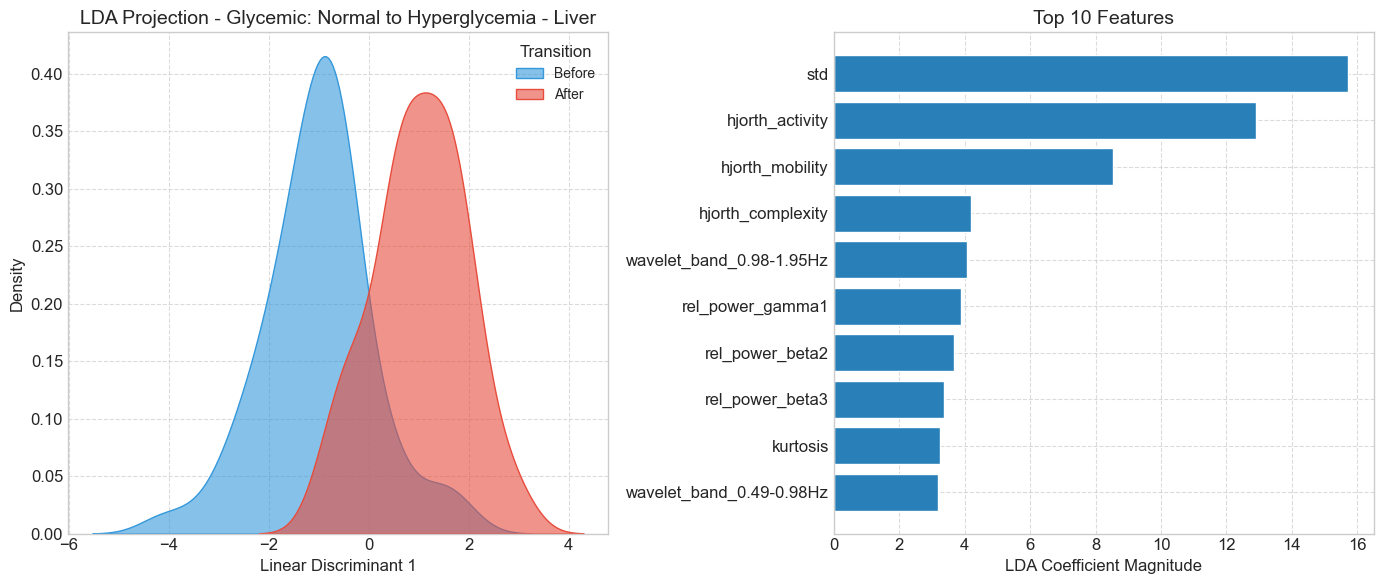 LDA Projection - Glycemic: Normal to Hyperglycemia - Liver
Transition
Before
After
0.40
0.35
0.30
0.25
0.20
0.15
0.10
0.05
0.00
Density
−6
−4
−2
0
2
4
Linear Discriminant 1
Top 10 Features
std
hjorth_activity
hjorth_mobility
hjorth_complexity
wavelet_band_0.98-1.95Hz
rel_power_gamma1
rel_power_beta2
rel_power_beta3
kurtosis
wavelet_band_0.49-0.98Hz
0
2
4
6
8
10
12
14
16
LDA Coefficient Magnitude